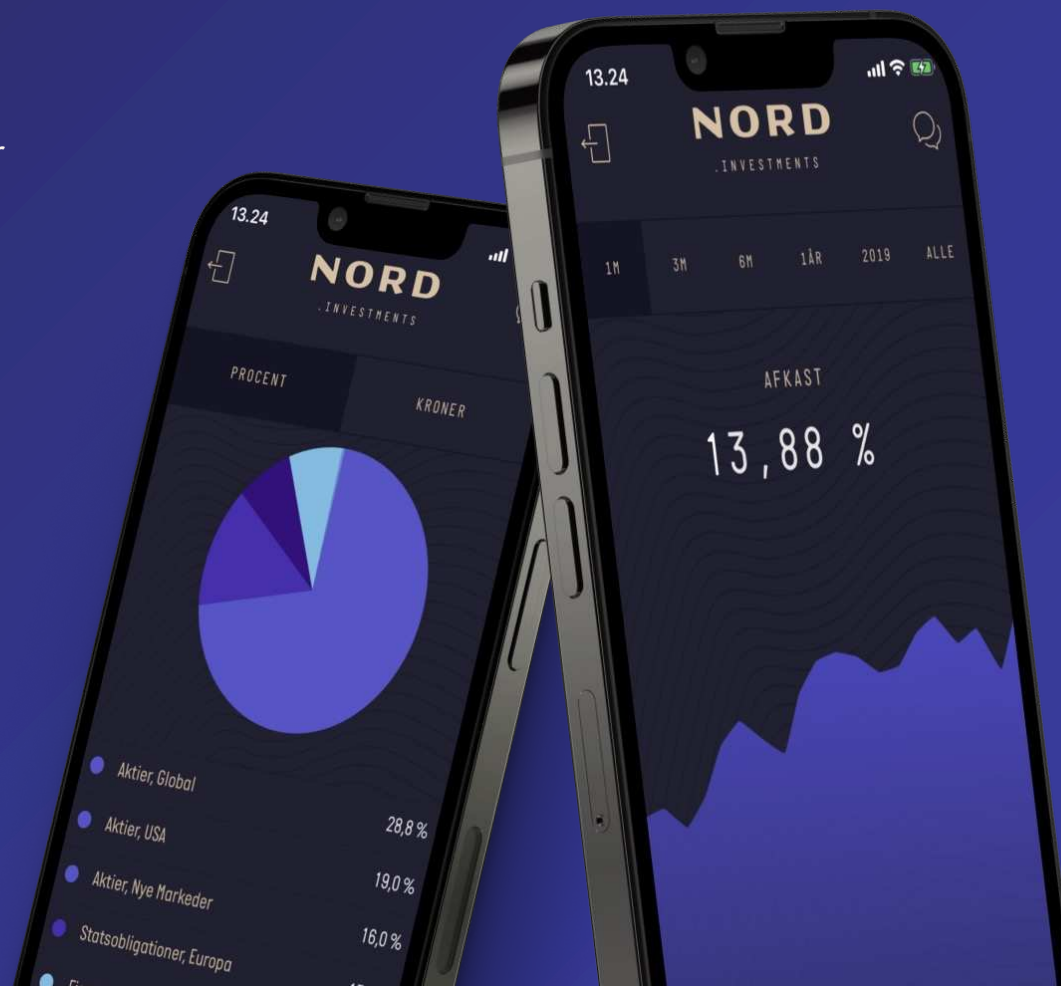 13.24
NORD
.INVESTMENTS
PROCENT
KRONER
Aktier, Global
28,8 %
Aktier, USA
19,0 %
Aktier, Nye Markeder
16,0 %
Statsobligationer, Europa
13.24
NORD
.INVESTMENTS
1M 3M 6M 1ÅR 2019 ALLE
AFKAST
13,88 %